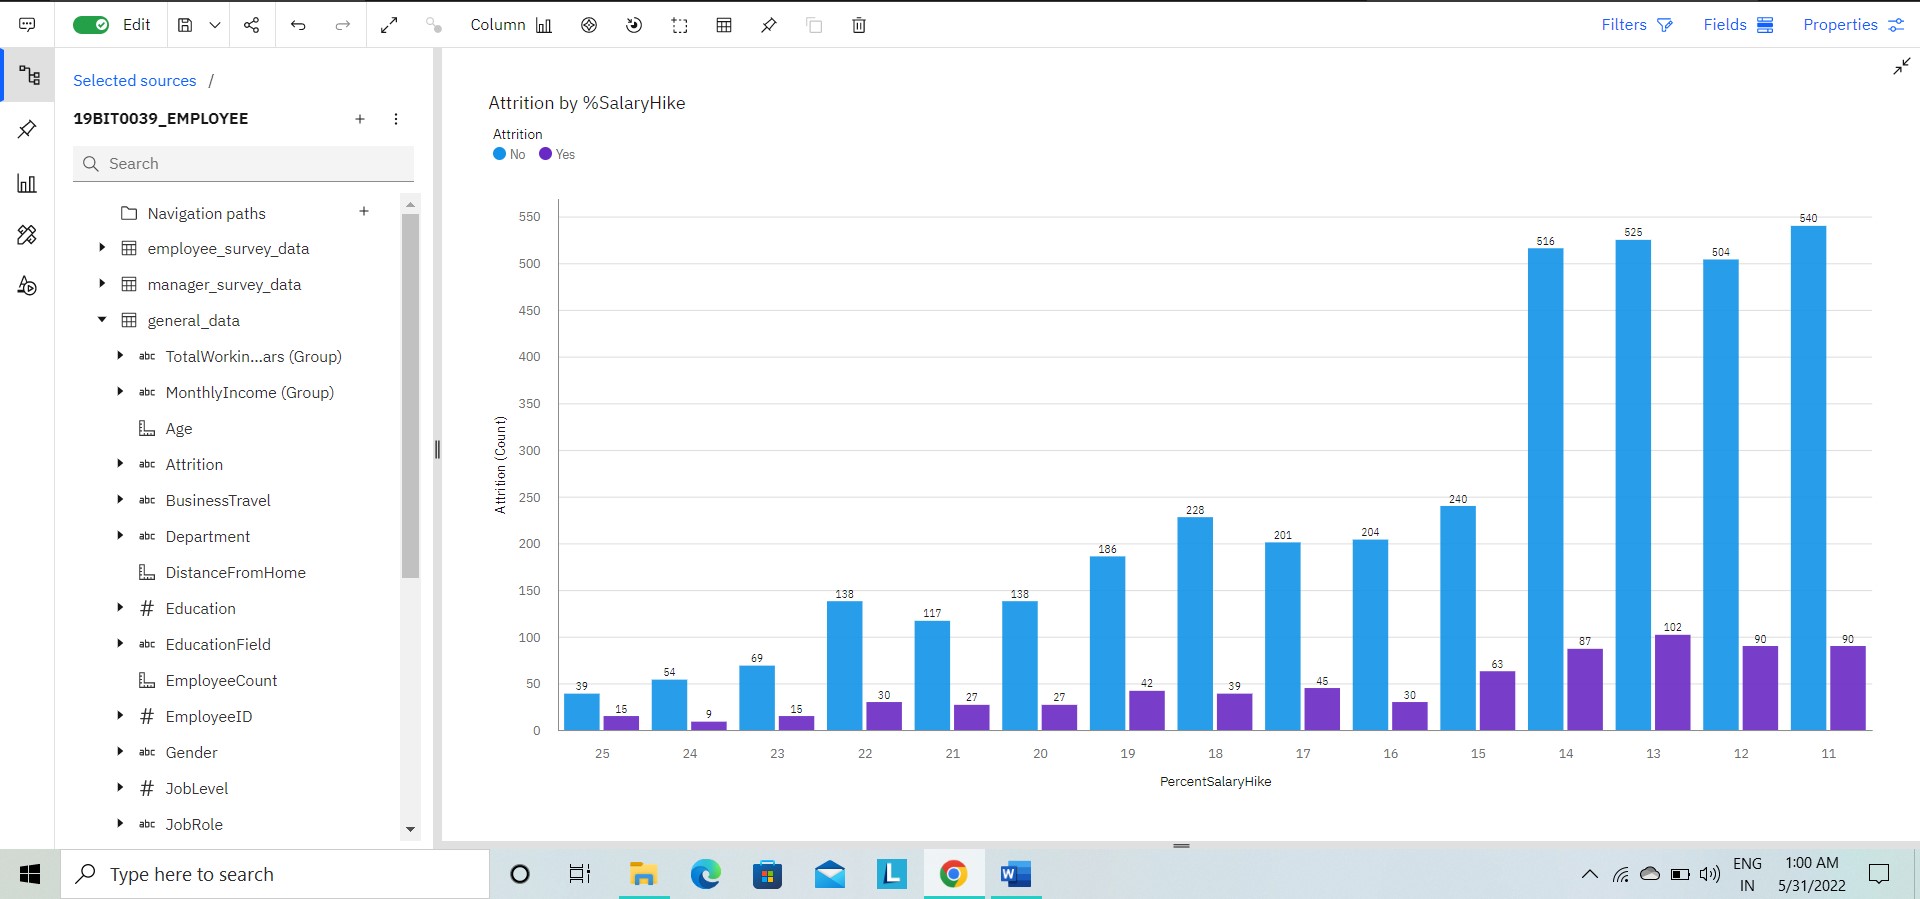 Edit
Column
Filters
Fields
Properties
Selected sources /
19BIT0039_EMPLOYEE
Search
Navigation paths
employee_survey_data
manager_survey_data
general_data
abc TotalWorkin...ars (Group)
abc MonthlyIncome (Group)
Age
abc Attrition
abc BusinessTravel
abc Department
DistanceFromHome
# Education
abc EducationField
EmployeeCount
# EmployeeID
abc Gender
# JobLevel
abc JobRole
Attrition by %SalaryHike
Attrition
No Yes
Attrition (Count)
550
500
450
400
350
300
250
200
150
100
50
0
39 15
54 9
69 15
138 30
117 27
138 27
186 42
228 39
201 45
204 30
240 63
516 87
525 102
504 90
540 90
25 24 23 22 21 20 19 18 17 16 15 14 13 12 11
PercentSalaryHike
Type here to search
L
W
ENG
IN
1:00 AM
5/31/2022